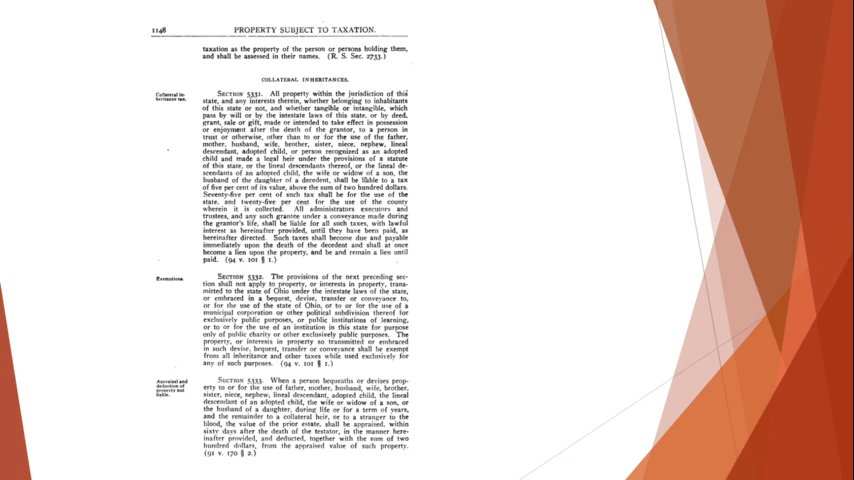 1148 PROPERTY SUBJECT TO TAXATION.
taxation as the property of the person or persons holding them,
and shall be assessed in their names. (R. S. Sec. 2733.)
COLLATERAL INHERITANCES.
Collateral in-
heritance tax.
SECTION 5331. All property within the jurisdiction of this
state, and any interests therein, whether belonging to inhabitants
of this state or not, and whether tangible or intangible, which
pass by will or by the intestate laws of this state, or by deed,
grant, sale or gift, made or intended to take effect in possession
or enjoyment after the death of the grantor, to a person in
trust or otherwise, other than to or for the use of the father,
mother, husband, wife, brother, sister, niece, nephew, lineal
descendant, adopted child, or person recognized as an adopted
child and made a legal heir under the provisions of a statute
of this state, or the lineal descendants thereof, or the lineal de-
scendants of an adopted child, the wife or widow of a son, the
husband of the daughter of a decedent, shall be liable to a tax
of five per cent of its value, above the sum of two hundred dollars.
Seventy-five per cent of such tax shall be for the use of the
state, and twenty-five per cent for the use of the county
wherein it is collected. All administrators executors and
trustees, and any such grantee under a conveyance made during
the grantor's life, shall be liable for all such taxes, with lawful
interest as hereinafter provided, until they have been paid, as
hereinafter directed. Such taxes shall become due and payable
immediately upon the death of the decedent and shall at once
become a lien upon the property, and be and remain a lien until
paid. (94 v. 101 § 1.)
Exemptions.
SECTION 5332. The provisions of the next preceding sec-
tion shall not apply to property, or interests in property, trans-
mitted to the state of Ohio under the intestate laws of the state,
or embraced in a bequest, devise, transfer or conveyance to,
or for the use of the state of Ohio, or to or for the use of a
municipal corporation or other political subdivision thereof for
exclusively public purposes, or public institutions of learning,
or to or for the use of an institution in this state for purpose
only of public charity or other exclusively public purposes. The
property, or interests in property so transmitted or embraced
in such devise, bequest, transfer or conveyance shall be exempt
from all inheritance and other taxes while used exclusively for
any of such purposes. (94 v. 101 § 1.)
Appraisal and
deduction of
property not
liable.
SECTION 5333. When a person bequeaths or devises prop-
erty to or for the use of father, mother, husband, wife, brother,
sister, niece, nephew, lineal descendant, adopted child, the lineal
descendant of an adopted child, the wife or widow of a son, or
the husband of a daughter, during life or for a term of years,
and the remainder to a collateral heir, or to a stranger to the
blood, the value of the prior estate, shall be appraised, within
sixty days after the death of the testator, in the manner here-
inafter provided, and deducted, together with the sum of two
hundred dollars, from the appraised value of such property.
(91 v. 170 § 2.)